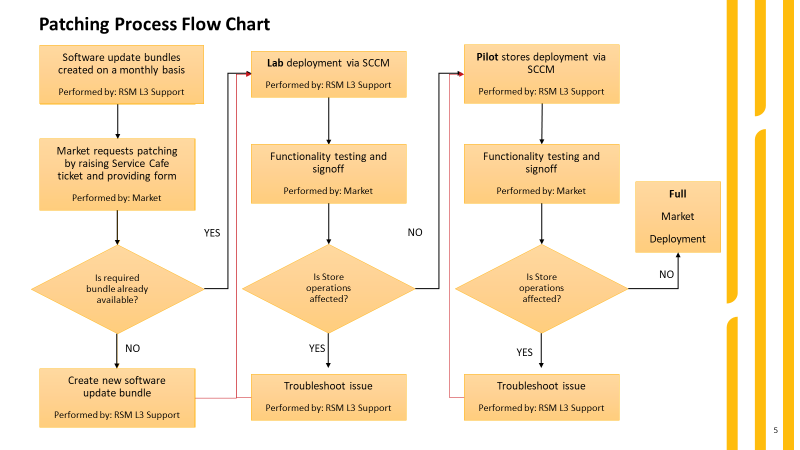 Patching Process Flow Chart
Software update bundles
created on a monthly basis
Performed by: RSM L3 Support
Market requests patching
by raising Service Cafe
ticket and providing form
Performed by: Market
Is required
bundle already
available?
YES
NO
Create new software
update bundle
Performed by: RSM L3 Support
Lab deployment via SCCM
Performed by: RSM L3 Support
Functionality testing and
signoff
Performed by: Market
Is Store
operations
affected?
NO
YES
Troubleshoot issue
Performed by: RSM L3 Support
Pilot stores deployment via
SCCM
Performed by: RSM L3 Support
Functionality testing and
signoff
Performed by: Market
Is Store
operations
affected?
NO
YES
Troubleshoot issue
Performed by: RSM L3 Support
Full
Market
Deployment
5